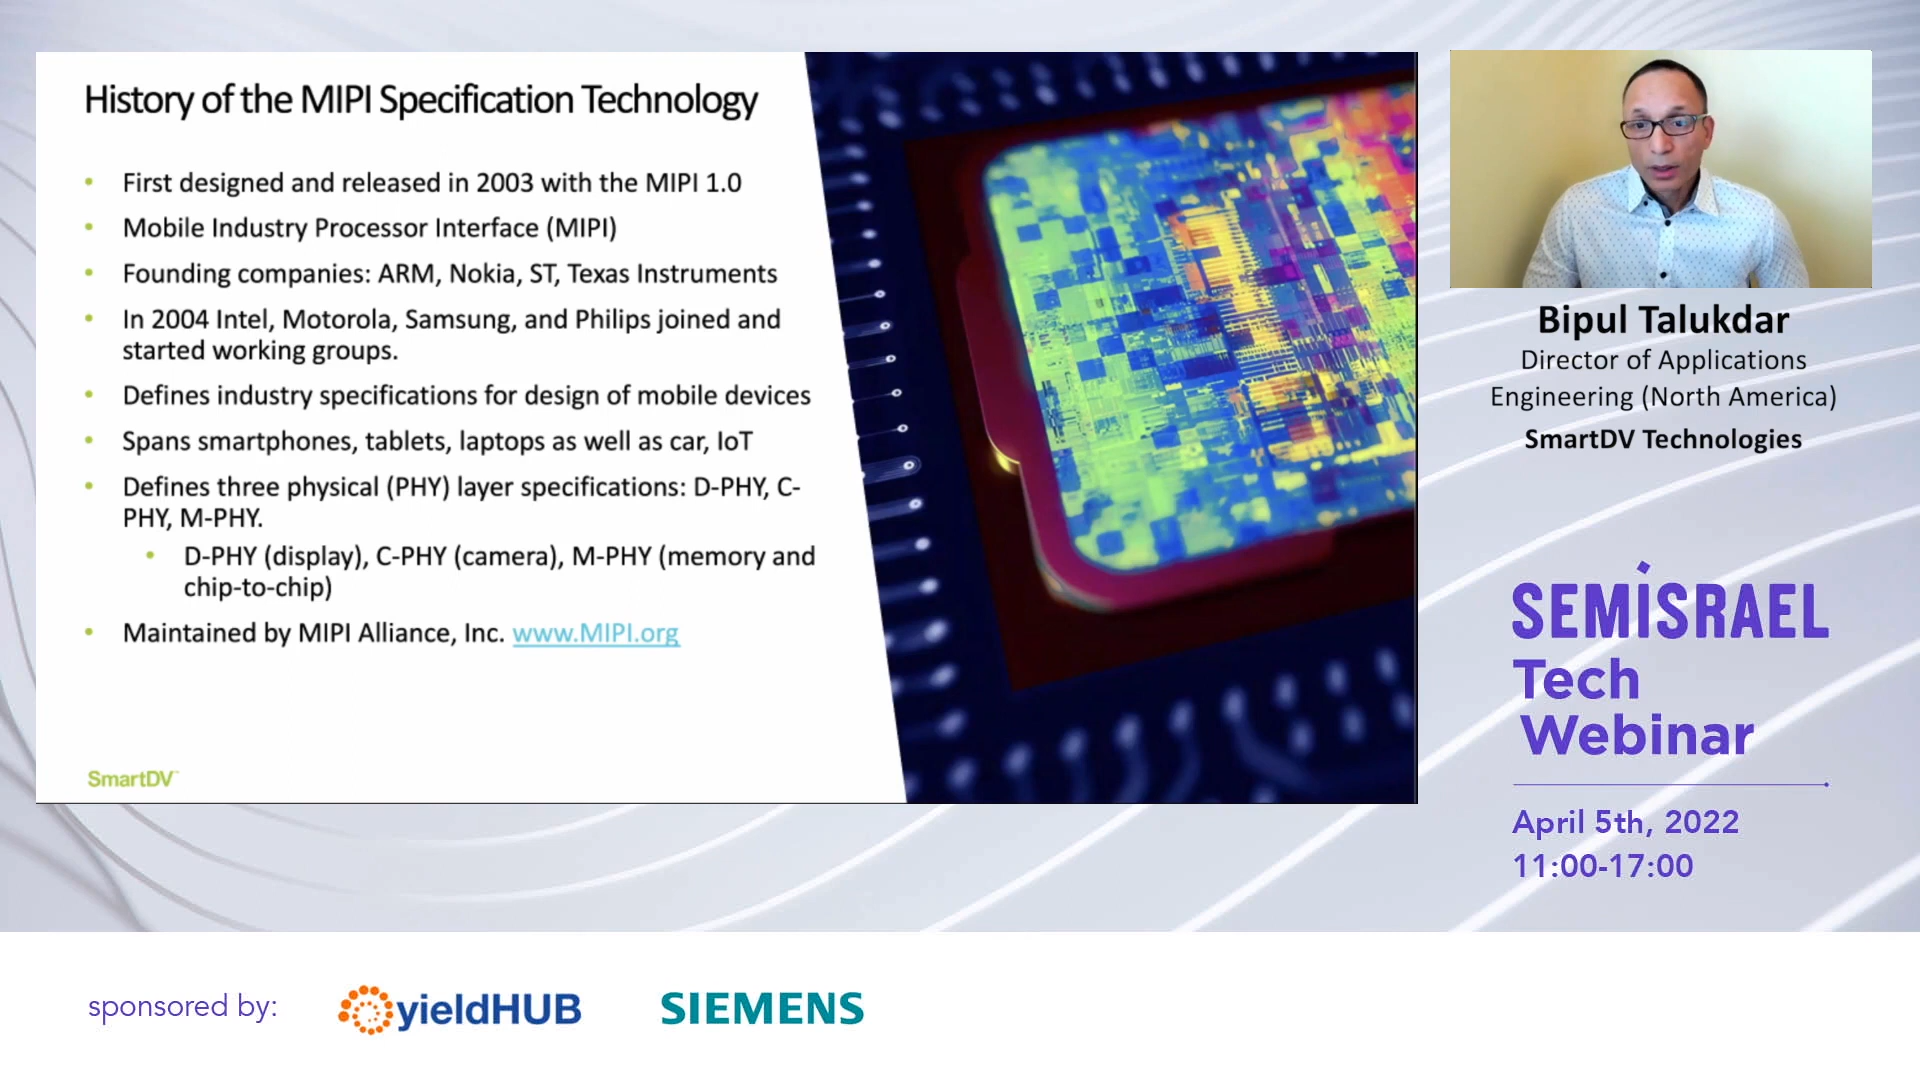 History of the MIPI Specification Technology
• First designed and released in 2003 with the MIPI 1.0
• Mobile Industry Processor Interface (MIPI)
• Founding companies: ARM, Nokia, ST, Texas Instruments
• In 2004 Intel, Motorola, Samsung, and Philips joined and
started working groups.
• Defines industry specifications for design of mobile devices
• Spans smartphones, tablets, laptops as well as car, IoT
• Defines three physical (PHY) layer specifications: D-PHY, C-
PHY, M-PHY.
• D-PHY (display), C-PHY (camera), M-PHY (memory and
chip-to-chip)
• Maintained by MIPI Alliance, Inc. www.MIPI.org
SmartDV™
Bipul Talukdar
Director of Applications
Engineering (North America)
SmartDV Technologies
SEMISRAEL
Tech
Webinar
April 5th, 2022
11:00-17:00
sponsored by:
yieldHUB
SIEMENS